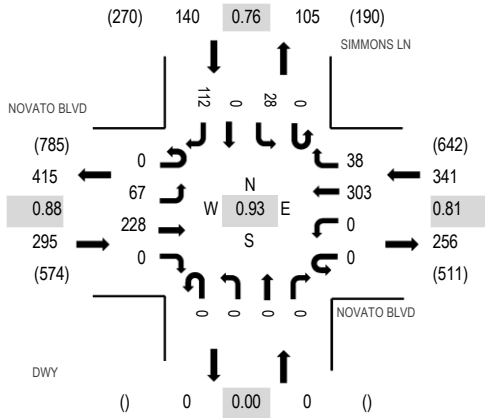 (270) 140 0.76 105 (190)
SIMMONS LN
112 0 28 0
NOVATO BLVD
(785) 0 38 (642)
415 67 N 303 341
0.88 W 0.93 E 0.81
228 S 0
295 0 0 256
(574) (511)
0 0 0 0
NOVATO BLVD
DWY
() 0 0.00 0 ()